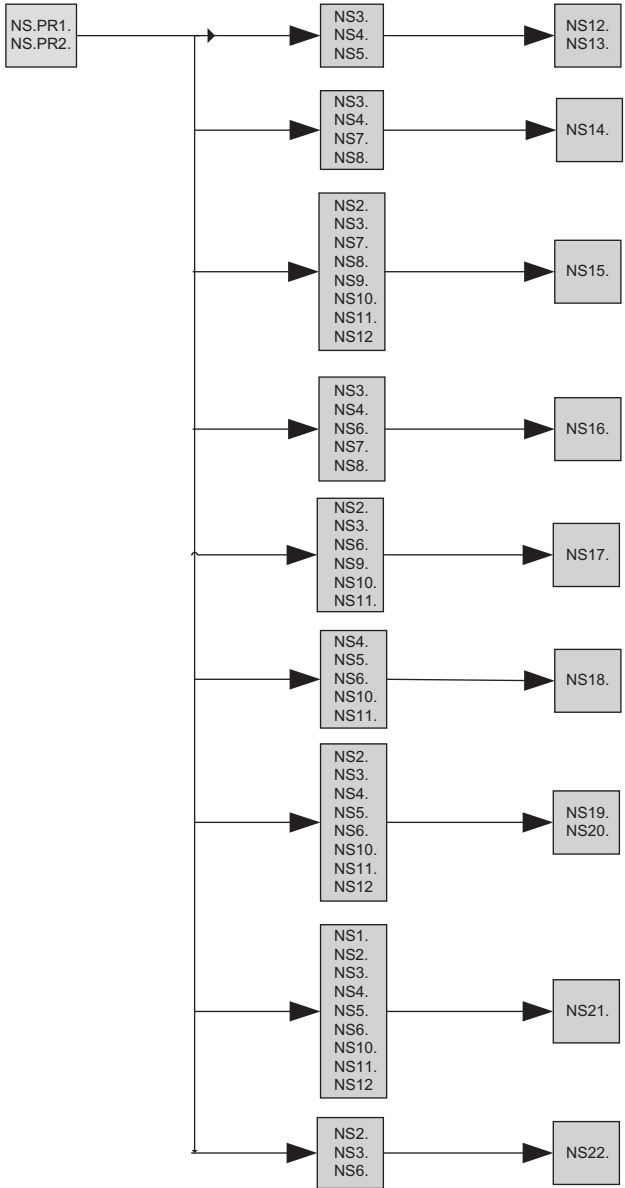 NS.PR1.
NS.PR2.
NS3.
NS4.
NS5.
NS12.
NS13.
NS3.
NS4.
NS7.
NS8.
NS14.
NS2.
NS3.
NS7.
NS8.
NS9.
NS10.
NS11.
NS12
NS15.
NS3.
NS4.
NS6.
NS7.
NS8.
NS16.
NS2.
NS3.
NS6.
NS9.
NS10.
NS11.
NS17.
NS4.
NS5.
NS6.
NS10.
NS11.
NS18.
NS2.
NS3.
NS4.
NS5.
NS6.
NS10.
NS11.
NS12
NS19.
NS20.
NS1.
NS2.
NS3.
NS4.
NS5.
NS6.
NS10.
NS11.
NS12
NS21.
NS2.
NS3.
NS6.
NS22.